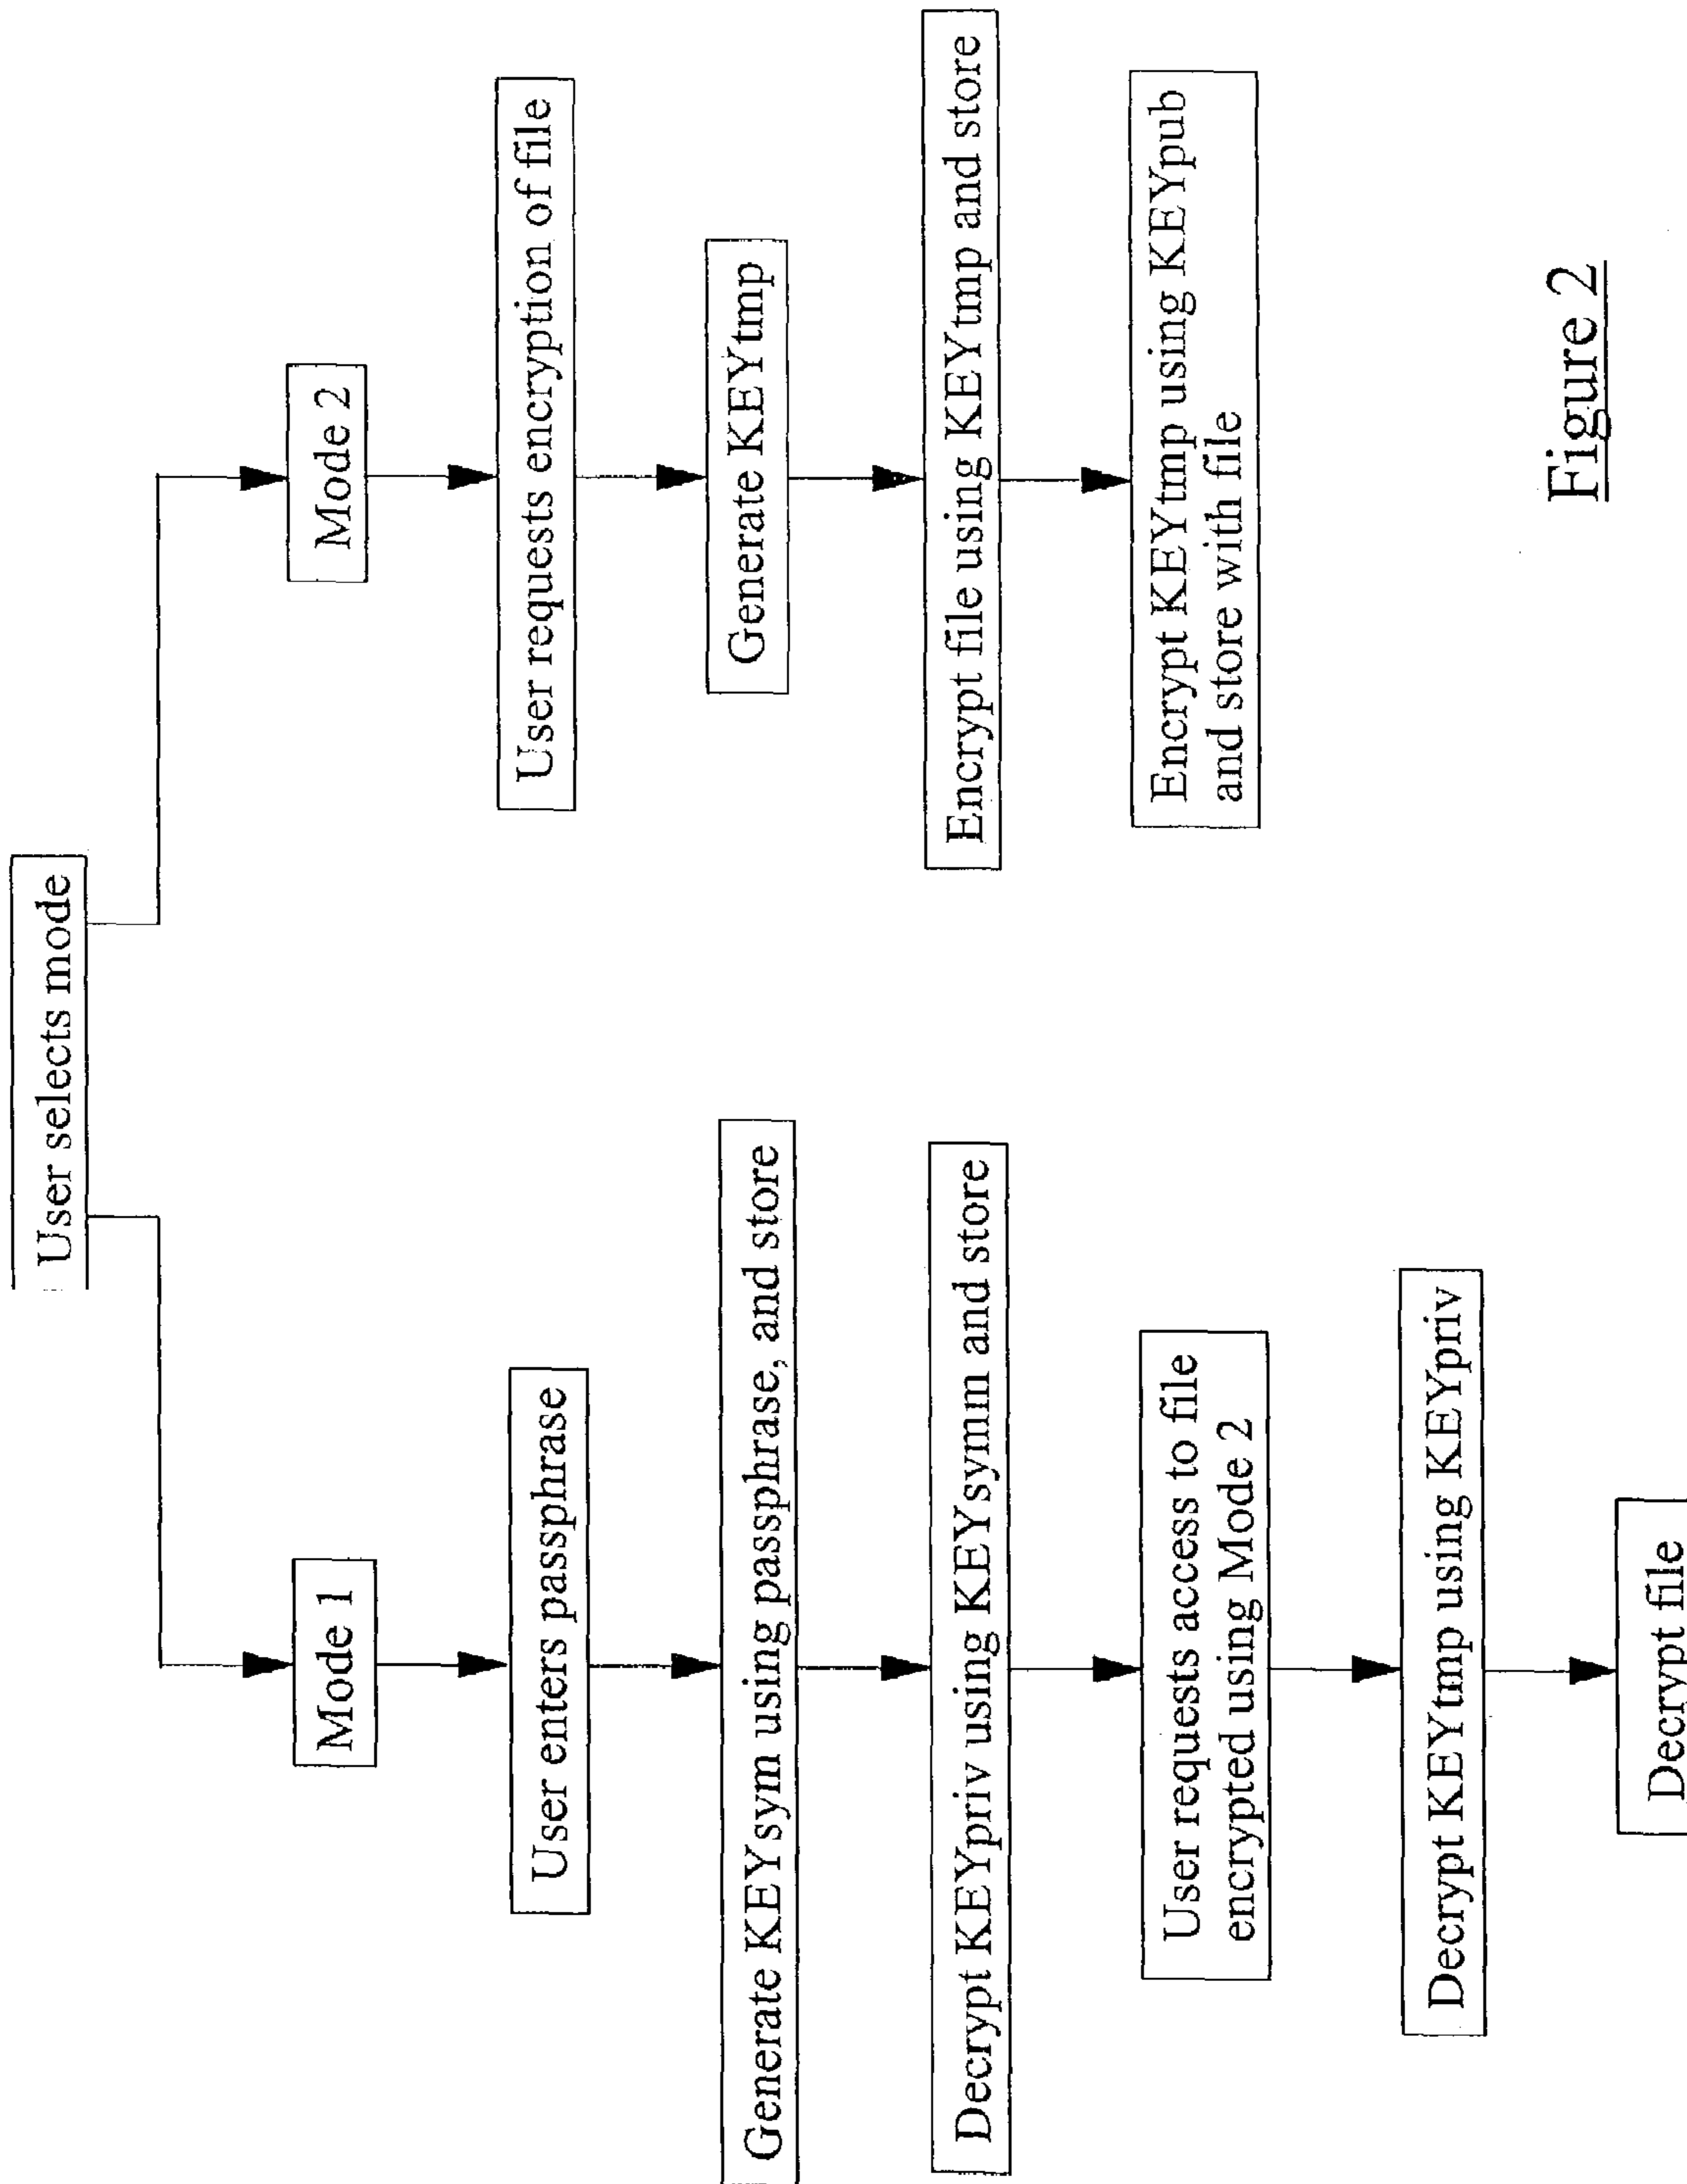 User selects mode
Mode 1
User enters passphrase
Generate KEYsym using passphrase, and store
Decrypt KEYpriv using KEYsymm and store
User requests access to file
encrypted using Mode 2
Decrypt KEYtmp using KEYpriv
Decrypt file
Mode 2
User requests encryption of file
Generate KEYtmp
Encrypt file using KEYtmp and store
Encrypt KEYtmp using KEYpub
and store with file
Figure 2